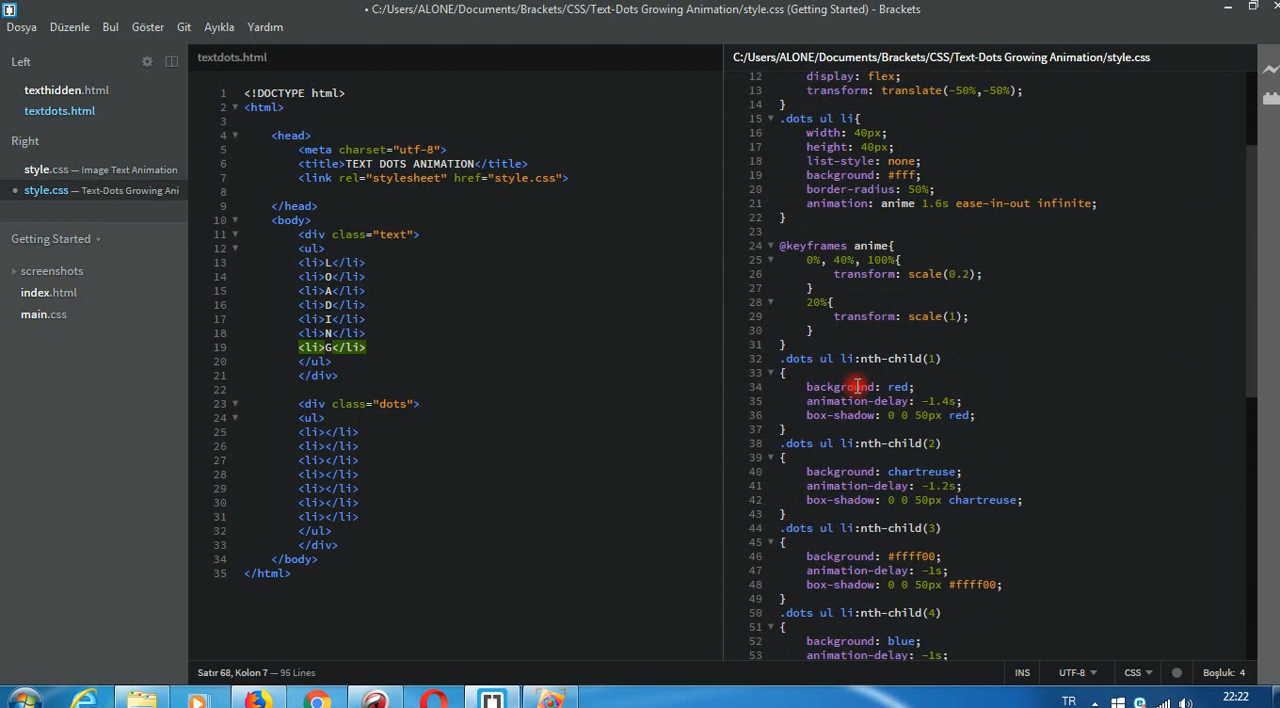 • C:/Users/ALONE/Documents/Brackets/CSS/Text-Dots Growing Animation/style.css (Getting Started) - Brackets
Dosya Düzenle Bul Göster Git Ayıkla Yardım
Left
texthidden.html
textdots.html
Right
style.css — Image Text Animation
style.css — Text-Dots Growing Ani
Getting Started
screenshots
index.html
main.css
textdots.html
1 <!DOCTYPE html>
2 <html>
3
4 <head>
5 <meta charset="utf-8">
6 <title>TEXT DOTS ANIMATION</title>
7 <link rel="stylesheet" href="style.css">
8
9 </head>
10 <body>
11 <div class="text">
12 <ul>
13 <li>L</li>
14 <li>O</li>
15 <li>A</li>
16 <li>D</li>
17 <li>I</li>
18 <li>N</li>
19 <li>G</li>
20 </ul>
21 </div>
22
23 <div class="dots">
24 <ul>
25 <li></li>
26 <li></li>
27 <li></li>
28 <li></li>
29 <li></li>
30 <li></li>
31 <li></li>
32 </ul>
33 </div>
34 </body>
35 </html>
C:/Users/ALONE/Documents/Brackets/CSS/Text-Dots Growing Animation/style.css
12 display: flex;
13 transform: translate(-50%,-50%);
14 }
15 .dots ul li{
16 width: 40px;
17 height: 40px;
18 list-style: none;
19 background: #fff;
20 border-radius: 50%;
21 animation: anime 1.6s ease-in-out infinite;
22 }
23
24 @keyframes anime{
25 0%, 40%, 100%{
26 transform: scale(0.2);
27 }
28 20%{
29 transform: scale(1);
30 }
31 }
32 .dots ul li:nth-child(1)
33 {
34 background: red;
35 animation-delay: -1.4s;
36 box-shadow: 0 0 50px red;
37 }
38 .dots ul li:nth-child(2)
39 {
40 background: chartreuse;
41 animation-delay: -1.2s;
42 box-shadow: 0 0 50px chartreuse;
43 }
44 .dots ul li:nth-child(3)
45 {
46 background: #ffff00;
47 animation-delay: -1s;
48 box-shadow: 0 0 50px #ffff00;
49 }
50 .dots ul li:nth-child(4)
51 {
52 background: blue;
53 animation-delay: -1s;
Satır 68, Kolon 7 — 95 Lines
INS UTF-8 CSS Boşluk: 4
TR 22:22